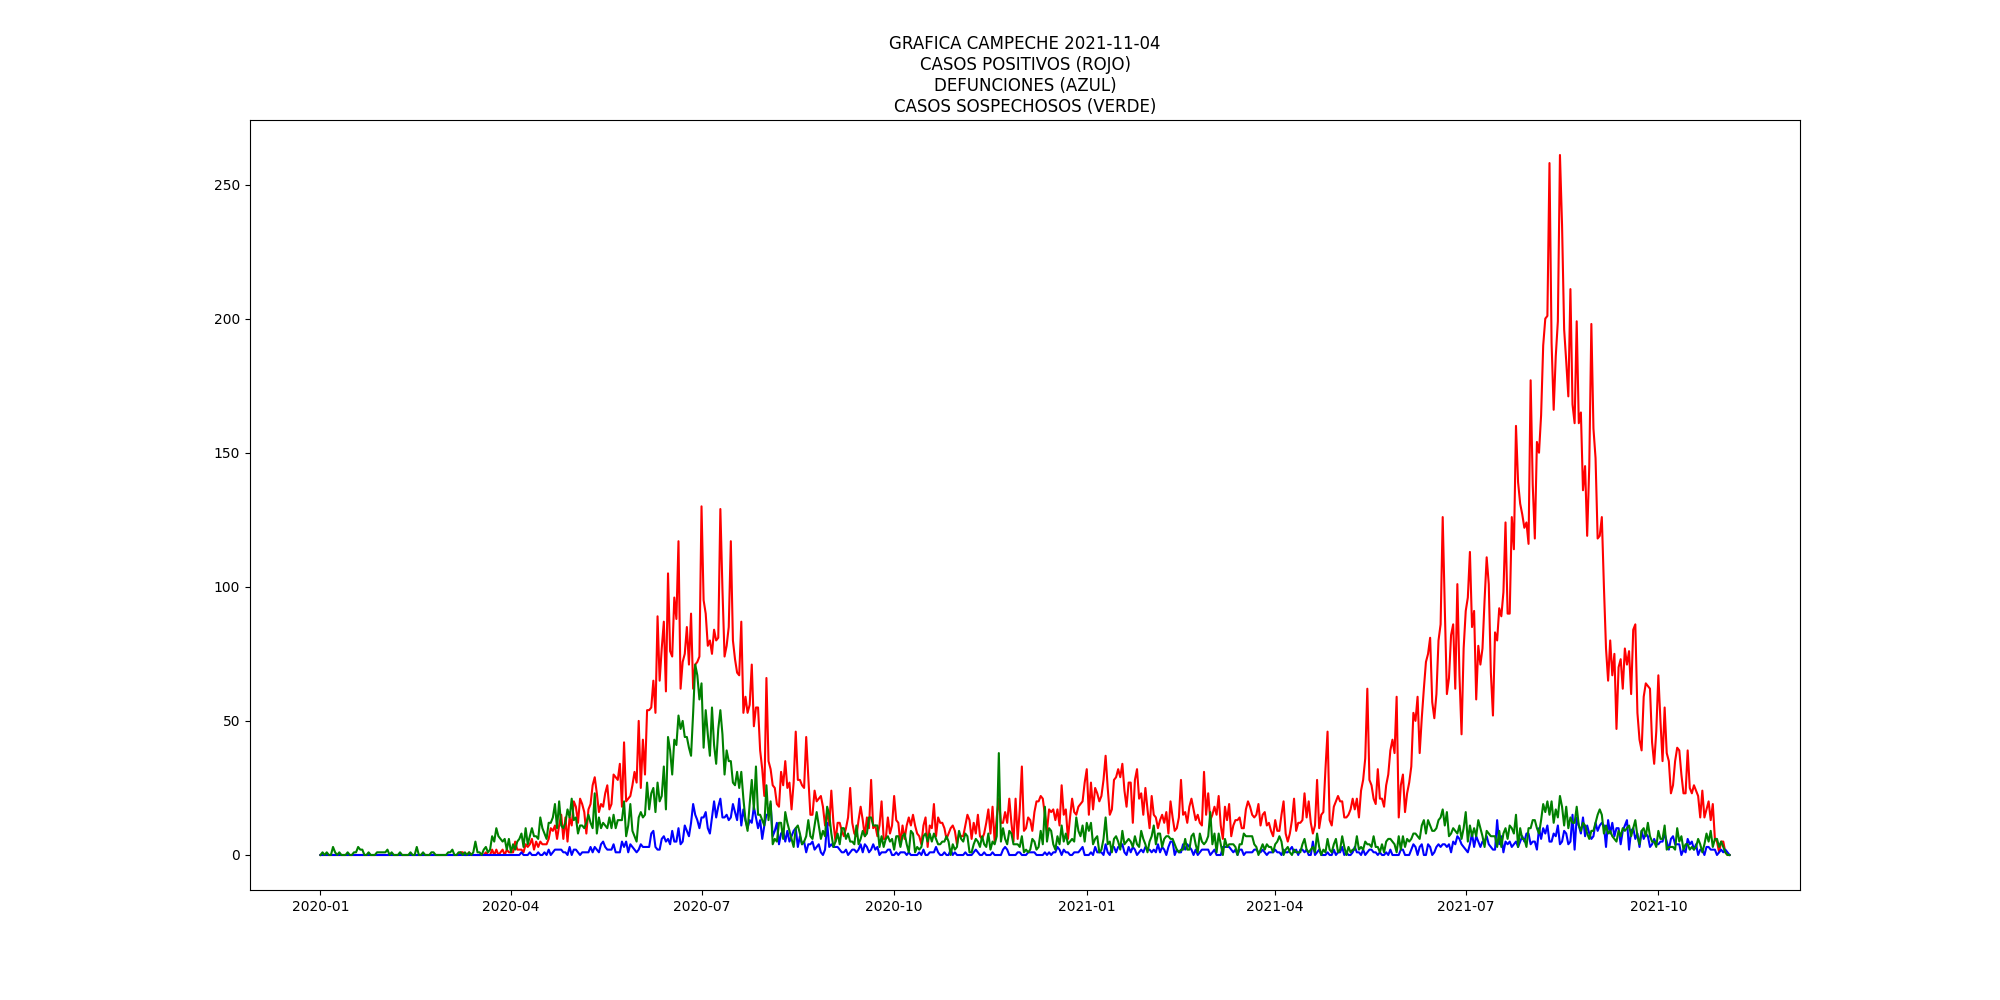 GRAFICA CAMPECHE 2021-11-04
CASOS POSITIVOS (ROJO)
DEFUNCIONES (AZUL)
CASOS SOSPECHOSOS (VERDE)
250
200
150
100
50
0
2020-01 2020-04 2020-07 2020-10 2021-01 2021-04 2021-07 2021-10